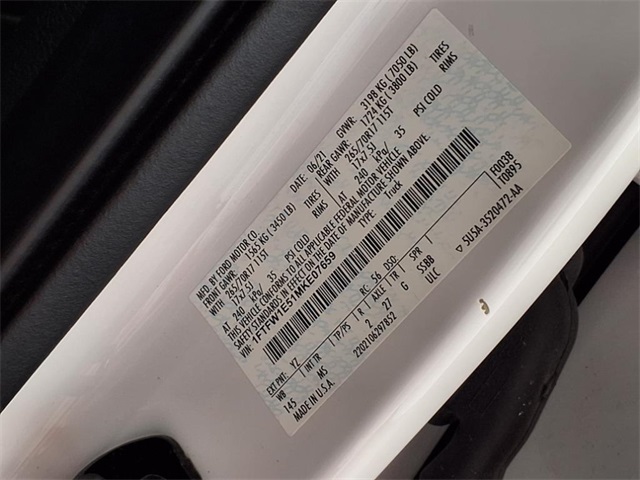 MFD. BY FORD MOTOR CO. DATE: 06/21 GVWR: 3198 KG ( 7050 LB)
FRONT GAWR: 1565 KG (3450 LB) REAR GAWR: 1724 KG ( 3800 LB)
265/70R17 115T TIRES WITH 265/70R17 115T TIRES
17X7.5J RIMS WITH 17X7.5J RIMS
AT 240 kPa/ 35 PSI COLD AT 240 kPa/ 35 PSI COLD
THIS VEHICLE CONFORMS TO ALL APPLICABLE FEDERAL MOTOR VEHICLE
SAFETY STANDARDS IN EFFECT ON THE DATE OF MANUFACTURE SHOWN ABOVE.
VIN: 1FTFW1E51MKE07659 TYPE: Truck
F0038
T0895
EXT PNT: YZ RC: 56 DSO:
WB INT TR TP/PS R AXLE TR SPR
145 MS 2 27 G SSBB
MADE IN U.S.A. 2202106297852 ULC
5U5A-3520472-AA